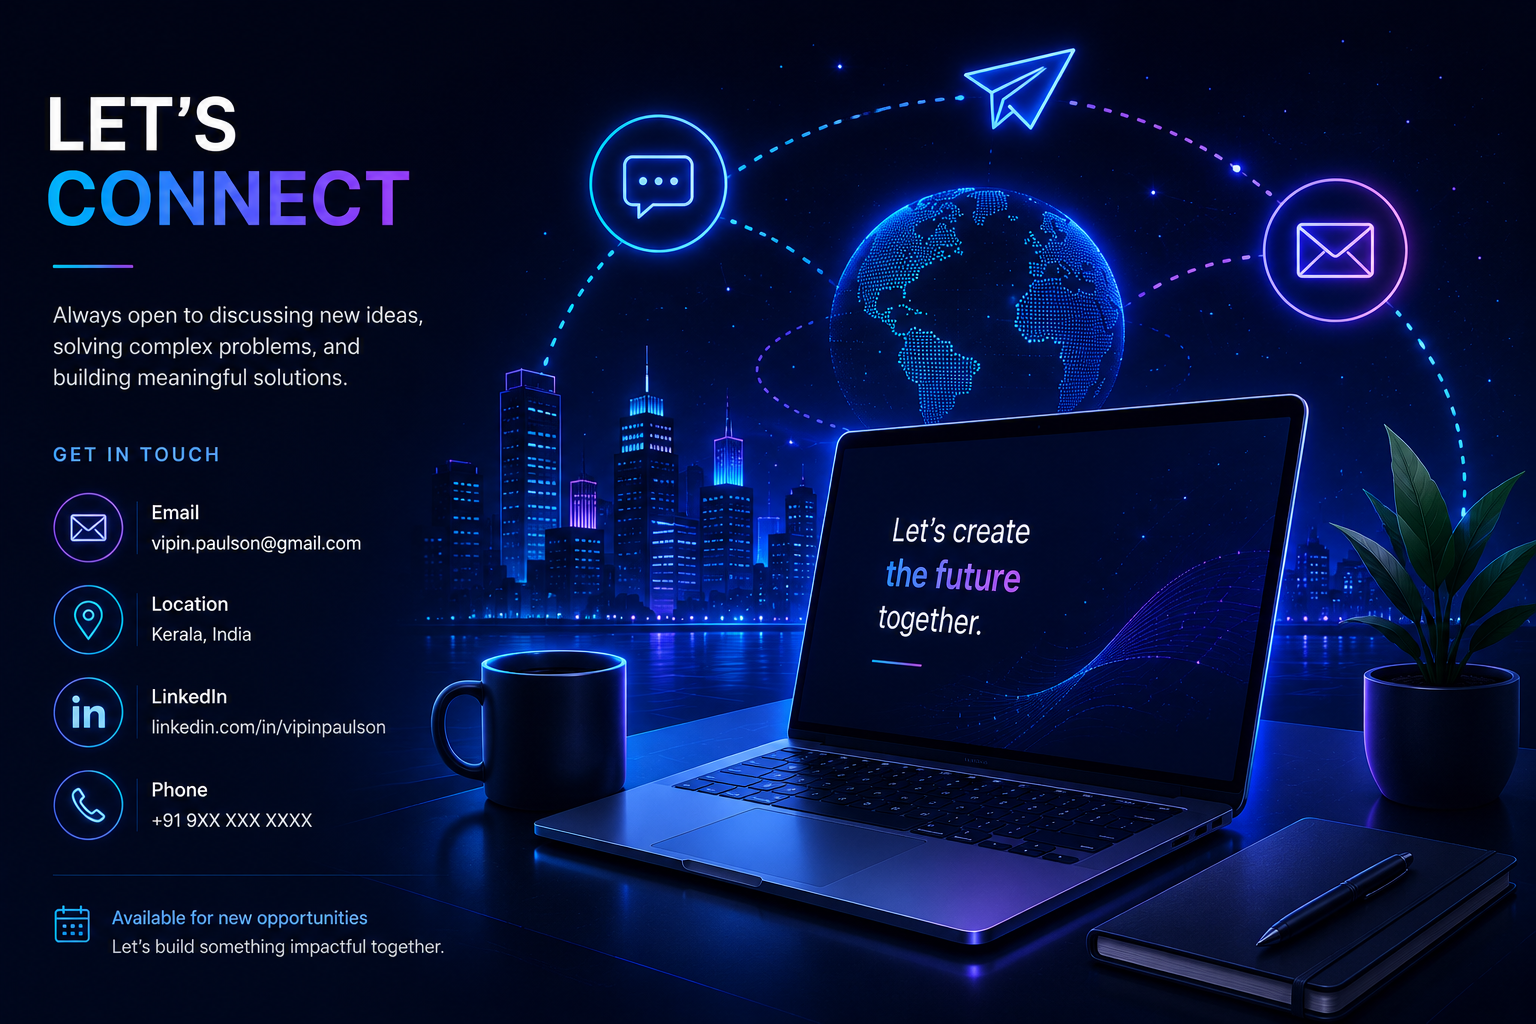 LET'S
CONNECT
Always open to discussing new ideas,
solving complex problems, and
building meaningful solutions.
GET IN TOUCH
Email
vipin.paulson@gmail.com
Location
Kerala, India
in
LinkedIn
linkedin.com/in/vipinpaulson
Phone
+91 9XX XXX XXXX
Available for new opportunities
Let's build something impactful together.
Let's create
the future
together.